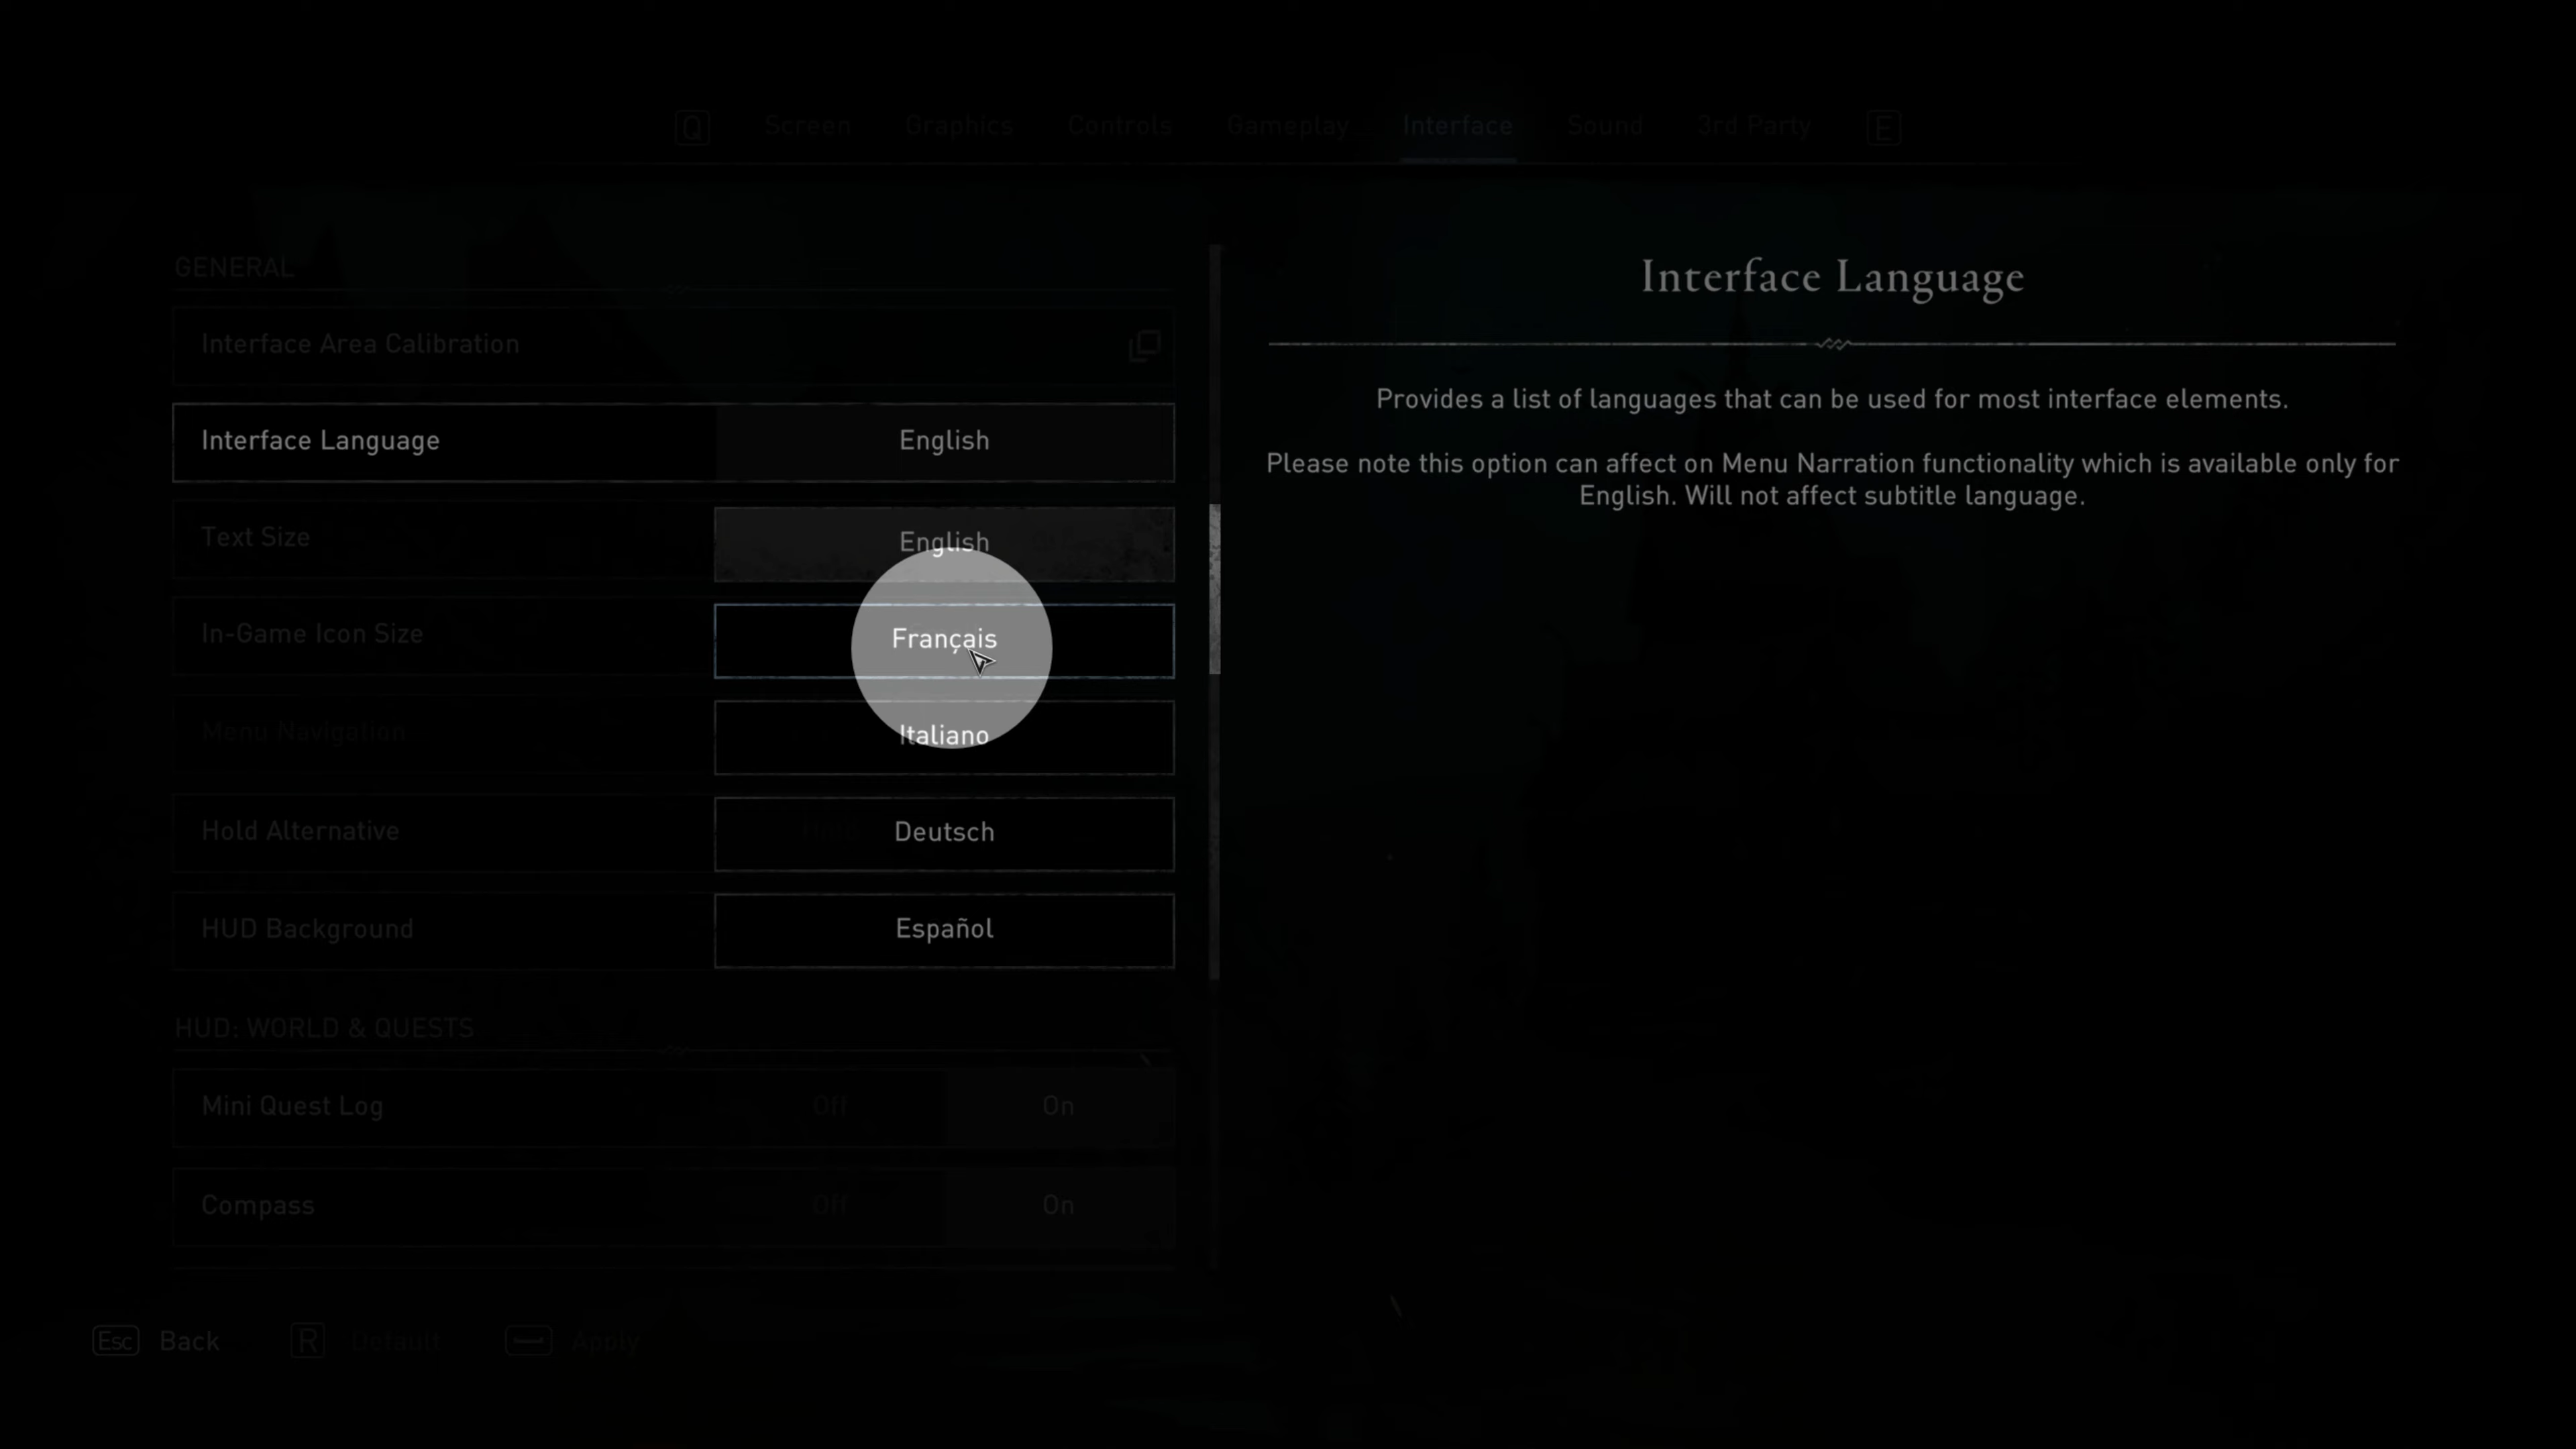 Q Screen Graphics Controls Gameplay Interface Sound 3rd Party E
GENERAL
Interface Area Calibration
Interface Language English
Text Size English
In-Game Icon Size Français
Menu Navigation Italiano
Hold Alternative Deutsch
HUD Background Español
HUD: WORLD & QUESTS
Mini Quest Log Off On
Compass Off On
Interface Language
Provides a list of languages that can be used for most interface elements.
Please note this option can affect on Menu Narration functionality which is available only for
English. Will not affect subtitle language.
Esc Back R Default Apply